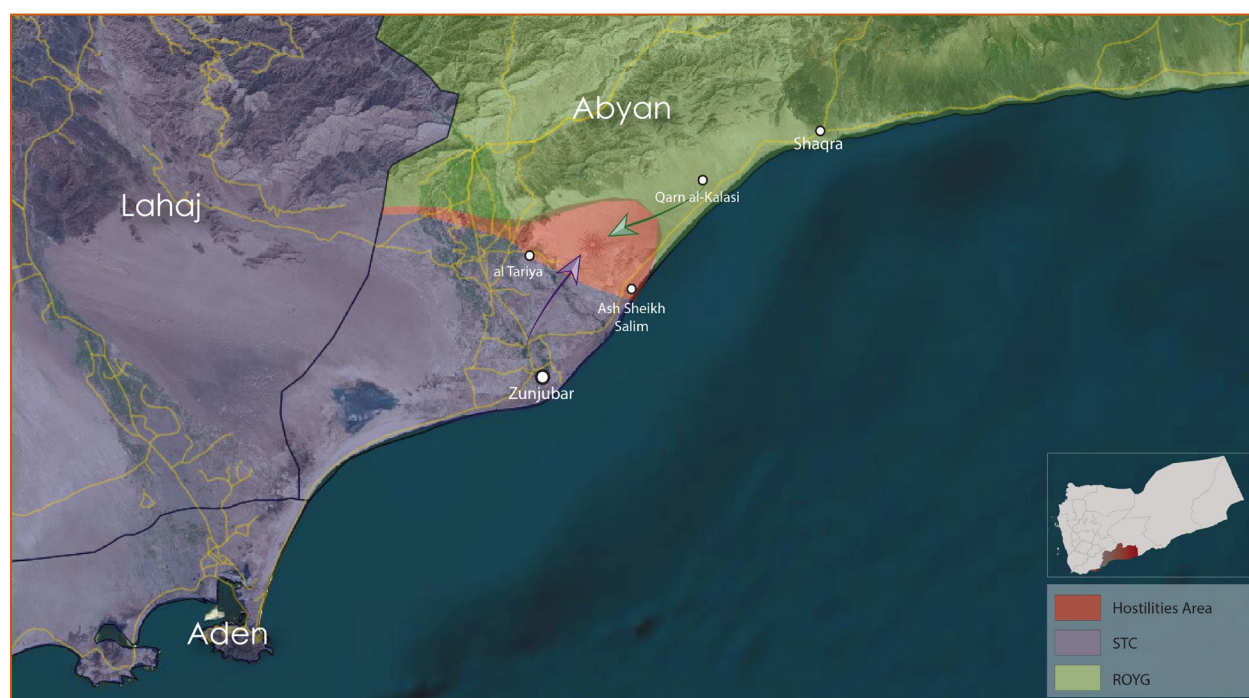 Abyan
Shaqra
Qarn al-Kalasi
Lahaj
al Tariya
Ash Sheikh
Salim
Zunjubar
Aden
Hostilities Area
STC
ROYG